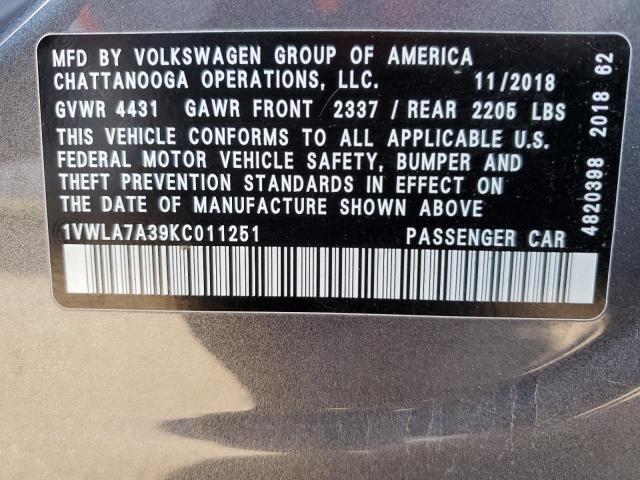 MFD BY VOLKSWAGEN GROUP OF AMERICA
CHATTANOOGA OPERATIONS, LLC. 11/2018
GVWR 4431 GAWR FRONT 2337 / REAR 2205 LBS
THIS VEHICLE CONFORMS TO ALL APPLICABLE U.S.
FEDERAL MOTOR VEHICLE SAFETY, BUMPER AND
THEFT PREVENTION STANDARDS IN EFFECT ON
THE DATE OF MANUFACTURE SHOWN ABOVE.
1VWLA7A39KC011251 PASSENGER CAR
4820398 2018 62